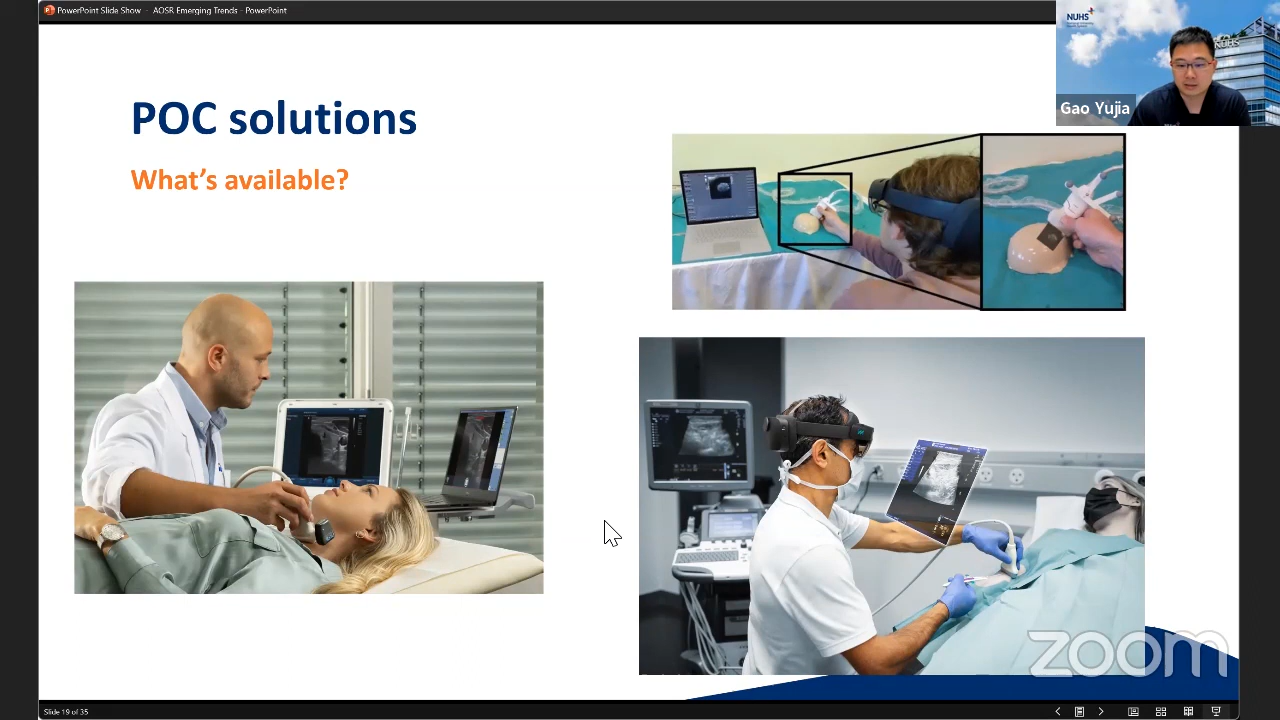 PowerPoint Slide Show - AOSR Emerging Trends - PowerPoint
NUHS
NUHS
Gao Yujia
POC solutions
What's available?
zoom
Slide 19 of 35